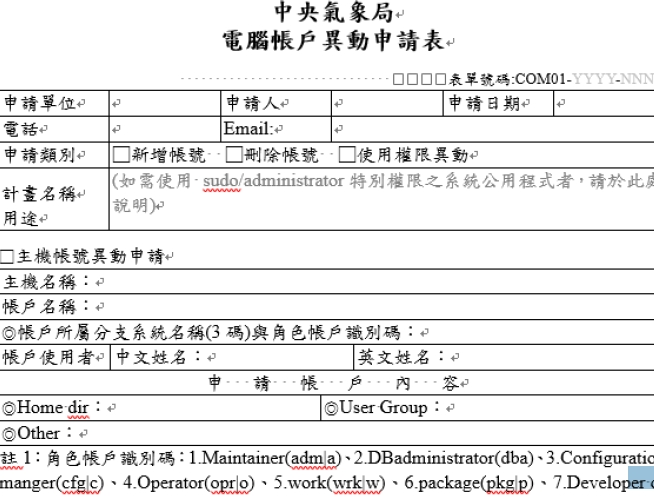 中央氣象局
電腦帳戶異動申請表
□□□□表單號碼:COM01-YYYY-NNN
申請單位 申請人 申請日期
電話 Email:
申請類別 □新增帳號 □刪除帳號 □使用權限異動
計畫名稱 (如需使用 sudo/administrator 特別權限之系統公用程式者,請於此處
用途 說明)
□主機帳號異動申請
主機名稱:
帳戶名稱:
◎帳戶所屬分支系統名稱(3 碼)與角色帳戶識別碼:
帳戶使用者 中文姓名: 英文姓名:
申 請 帳 戶 內 容
◎Home dir: ◎User Group:
◎Other:
註 1:角色帳戶識別碼:1.Maintainer(adm|a)、2.DBadministrator(dba)、3.Configuratio
manger(cfg|c)、4.Operator(opr|o)、5.work(wrk|w)、6.package(pkg|p)、7.Developer